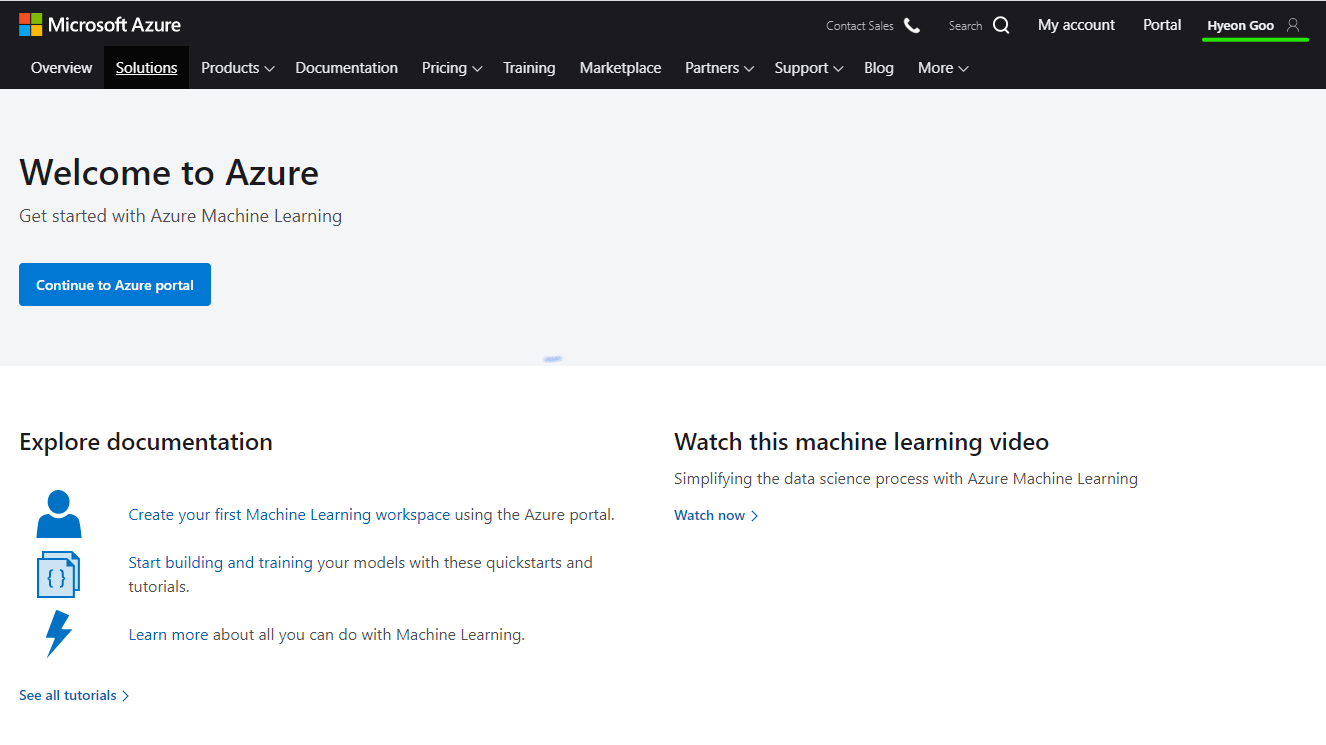 Microsoft Azure
Contact Sales
Search
My account
Portal
Hyeon Goo
Overview
Solutions
Products
Documentation
Pricing
Training
Marketplace
Partners
Support
Blog
More
Welcome to Azure
Get started with Azure Machine Learning
Continue to Azure portal
Explore documentation
{ }
Create your first Machine Learning workspace using the Azure portal.
Start building and training your models with these quickstarts and
tutorials.
Learn more about all you can do with Machine Learning.
See all tutorials
Watch this machine learning video
Simplifying the data science process with Azure Machine Learning
Watch now